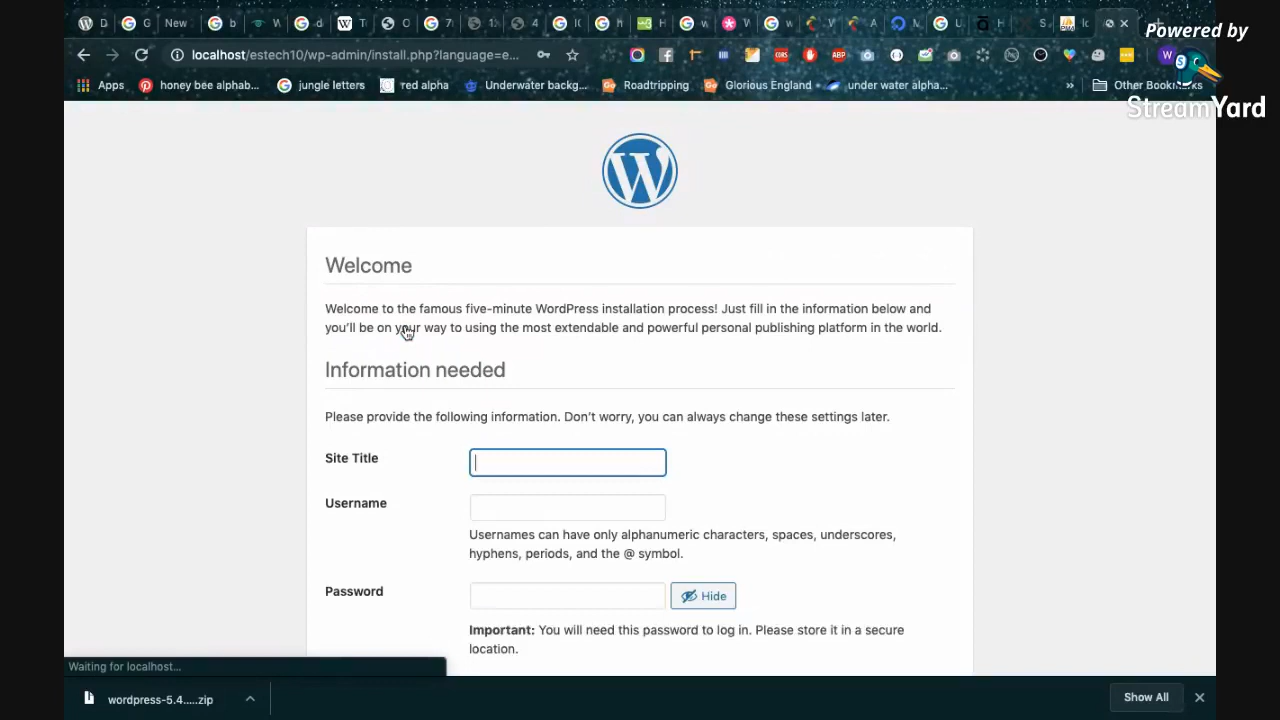 Powered by
StreamYard
New
localhost/estech10/wp-admin/install.php?language=e...
Apps
honey bee alphab...
jungle letters
red alpha
Underwater backg...
Roadtripping
Glorious England
under water alpha...
»
Other Bookmarks
Welcome
Welcome to the famous five-minute WordPress installation process! Just fill in the information below and
you'll be on your way to using the most extendable and powerful personal publishing platform in the world.
Information needed
Please provide the following information. Don't worry, you can always change these settings later.
Site Title
Username
Usernames can have only alphanumeric characters, spaces, underscores,
hyphens, periods, and the @ symbol.
Password
Hide
Important: You will need this password to log in. Please store it in a secure
location.
Waiting for localhost...
wordpress-5.4.....zip
Show All